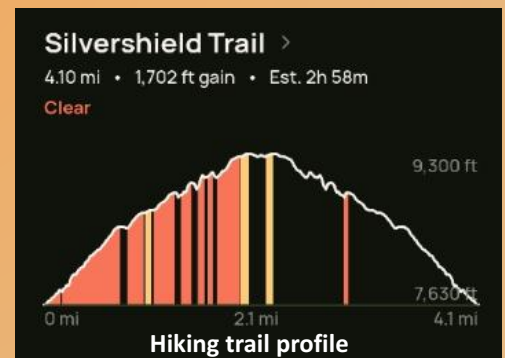 Silvershield Trail >
4.10 mi • 1,702 ft gain • Est. 2h 58m
Clear
9,300 ft
7,630 ft
0 mi 2.1 mi 4.1 mi
Hiking trail profile